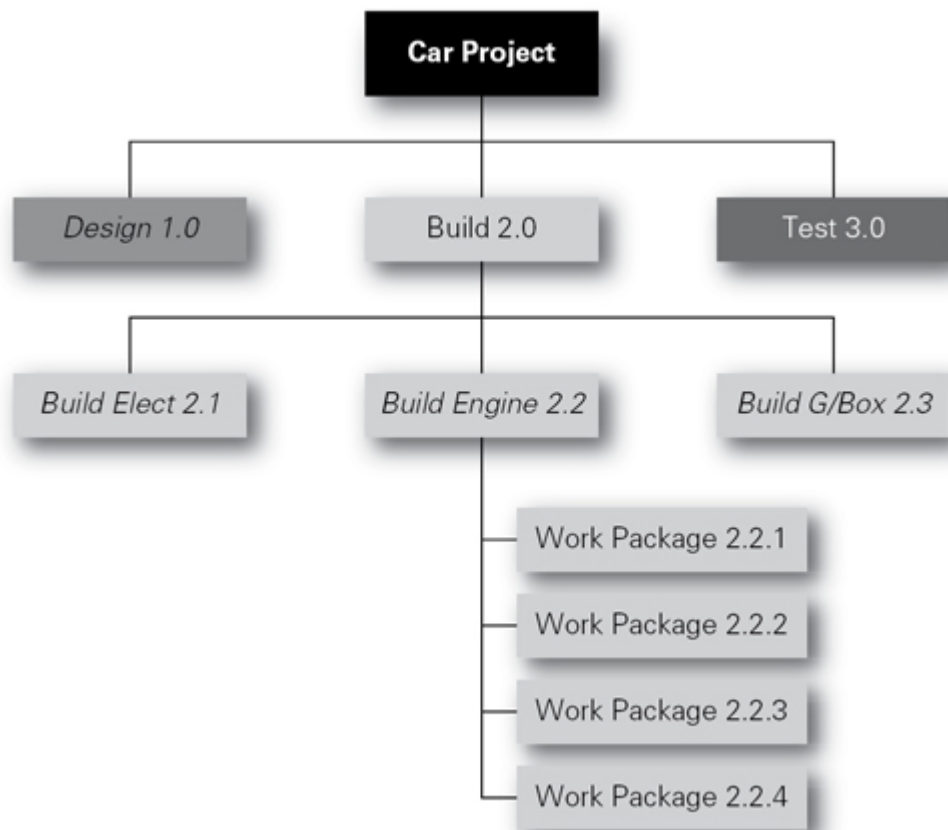 Car Project
Design 1.0
Build 2.0
Test 3.0
Build Elect 2.1
Build Engine 2.2
Build G/Box 2.3
Work Package 2.2.1
Work Package 2.2.2
Work Package 2.2.3
Work Package 2.2.4